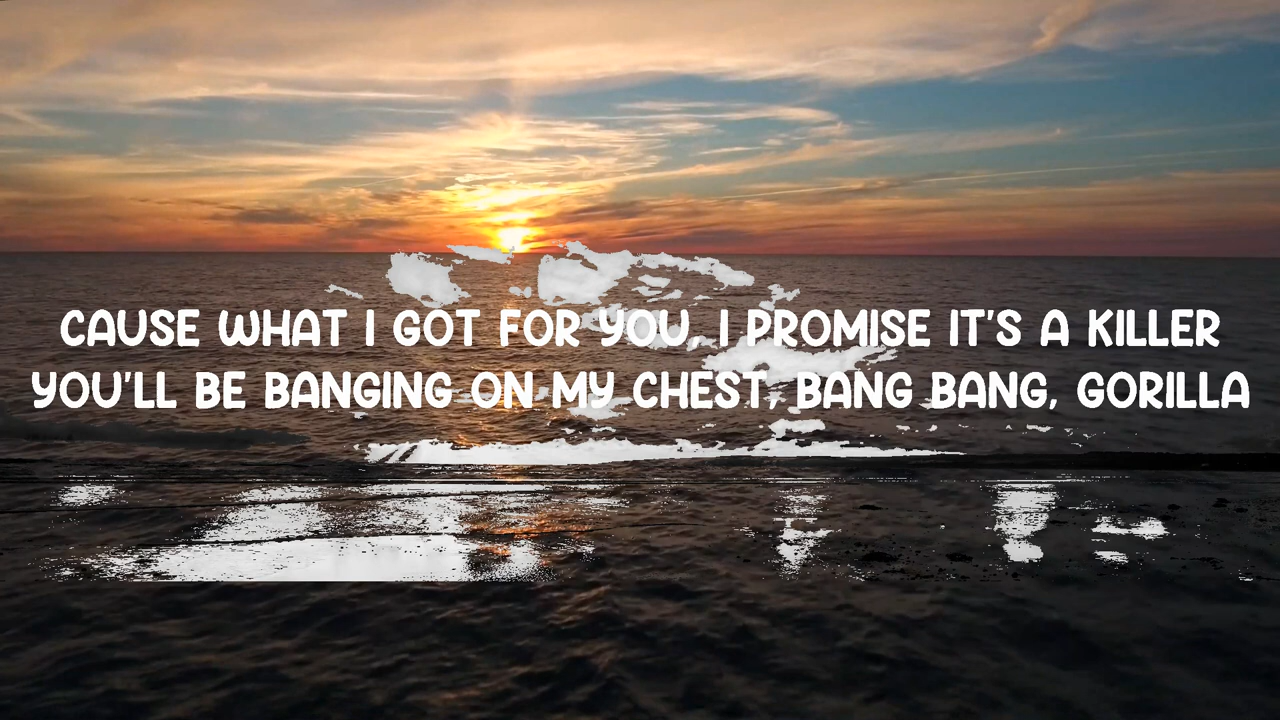 CAUSE WHAT I GOT FOR YOU, I PROMISE IT'S A KILLER
YOU'LL BE BANGING ON MY CHEST, BANG BANG, GORILLA